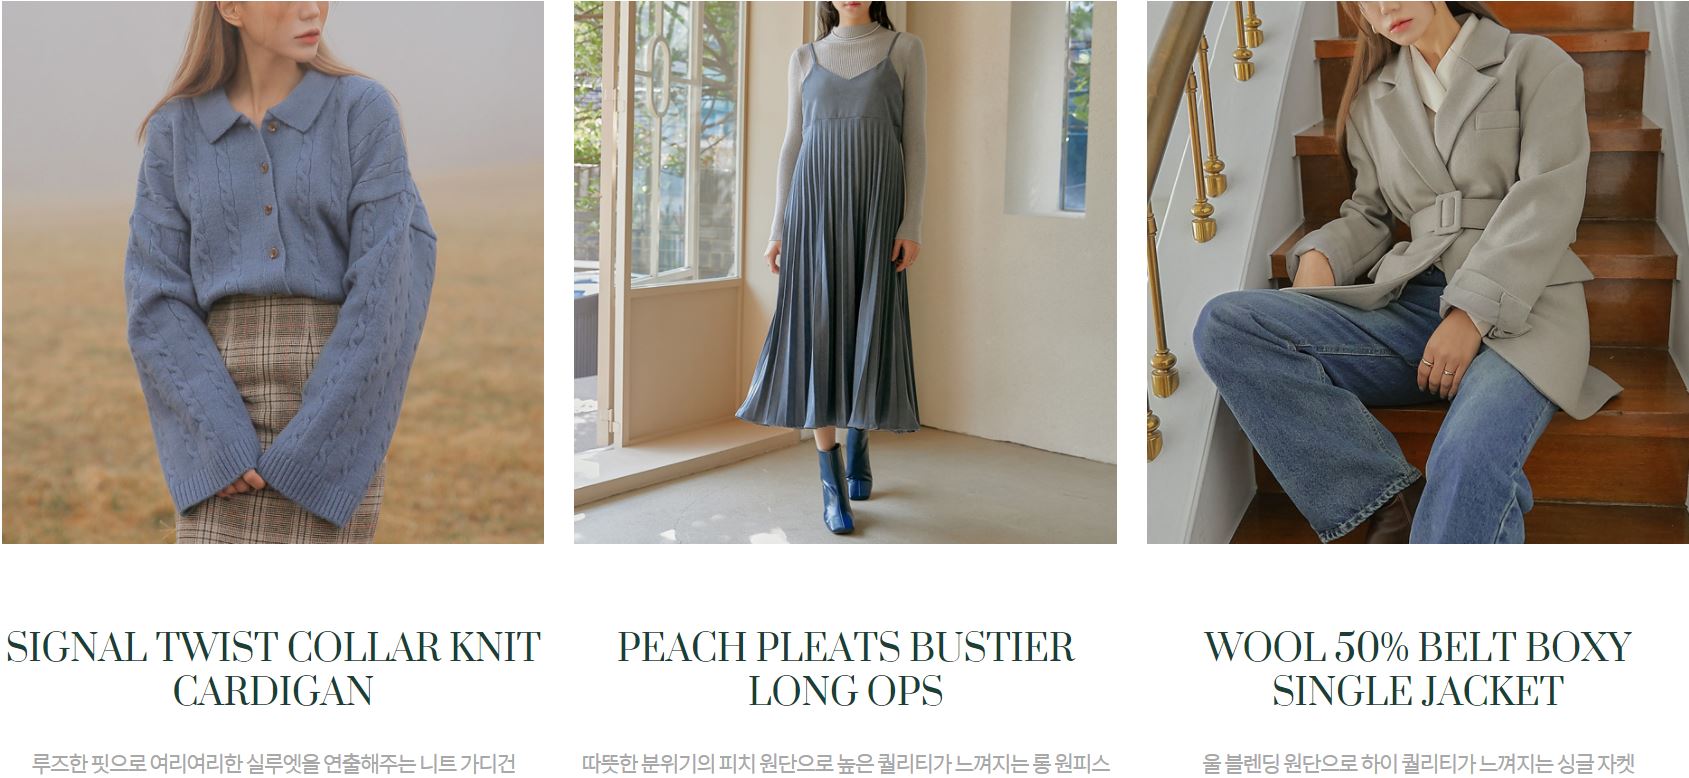 SIGNAL TWIST COLLAR KNIT
CARDIGAN
루즈한 핏으로 여리여리한 실루엣을 연출해주는 니트 가디건
PEACH PLEATS BUSTIER
LONG OPS
따뜻한 분위기의 피치 원단으로 높은 퀄리티가 느껴지는 롱 원피스
WOOL 50% BELT BOXY
SINGLE JACKET
울 블렌딩 원단으로 하이 퀄리티가 느껴지는 싱글 자켓